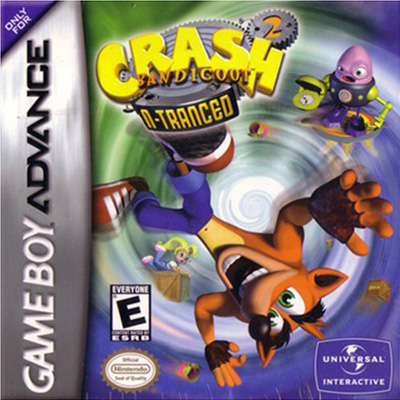 ONLY
FOR
GAME BOY ADVANCE
CRASH
2
BANDICOOT
N-TRANCED
EVERYONE
E
CONTENT RATED BY
ESRB
Official
Nintendo
Seal of Quality
UNIVERSAL
INTERACTIVE